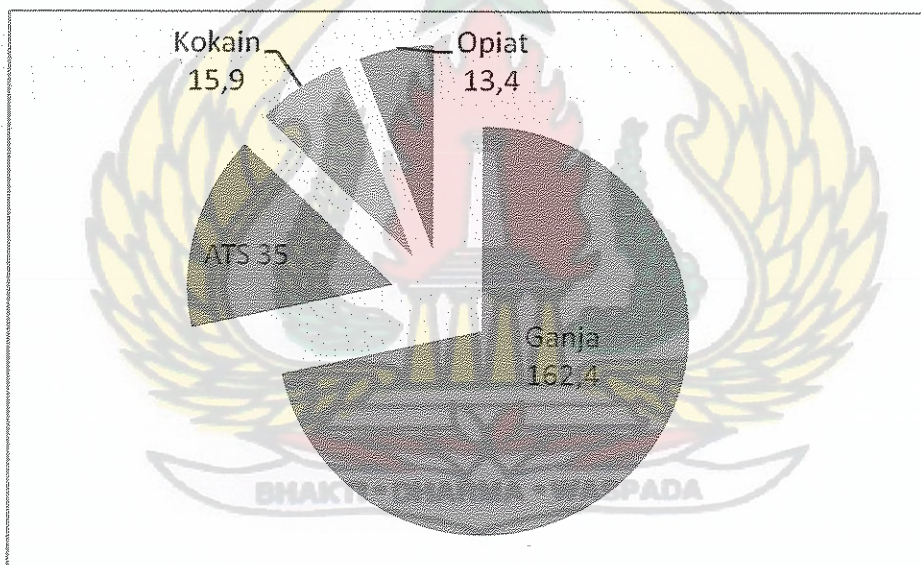 Kokain
15,9
Opiat
13,4
ATS 35
Ganja
162,4
BHAKTI - DHARMA - WASPADA